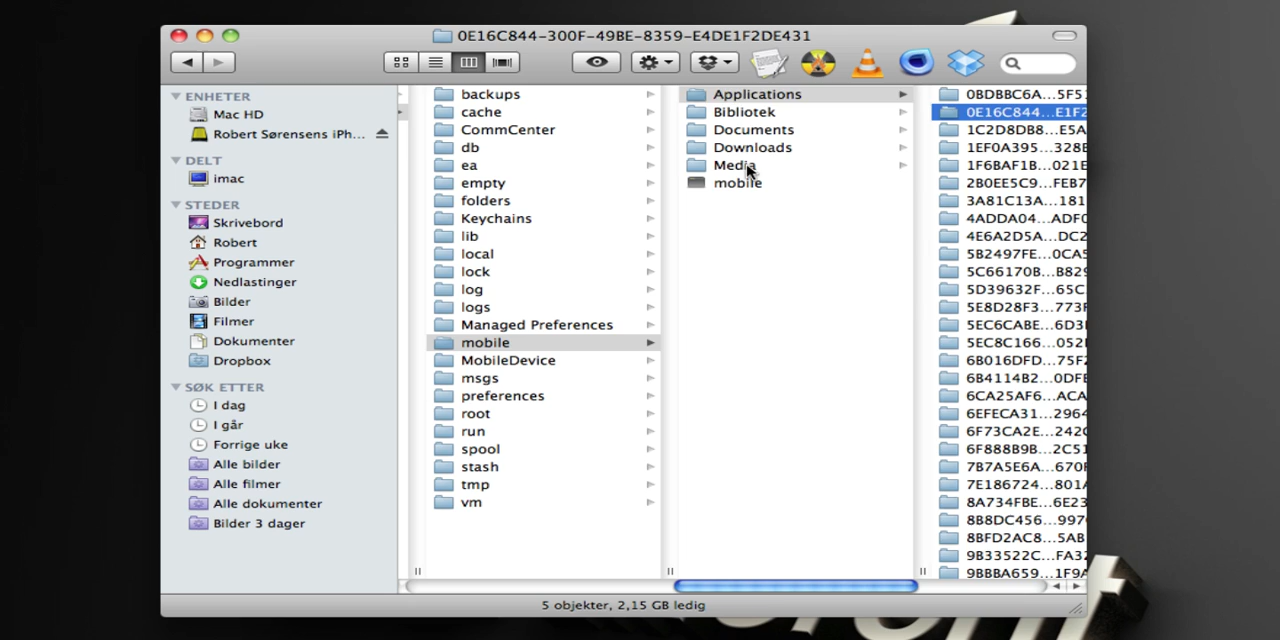 0E16C844-300F-49BE-8359-E4DE1F2DE431
ENHETER
Mac HD
Robert Sørensens iPh...
DELT
imac
STEDER
Skrivebord
Robert
Programmer
Nedlastinger
Bilder
Filmer
Dokumenter
Dropbox
SØK ETTER
I dag
I går
Forrige uke
Alle bilder
Alle filmer
Alle dokumenter
Bilder 3 dager
backups
cache
CommCenter
db
ea
empty
folders
Keychains
lib
local
lock
log
logs
Managed Preferences
mobile
MobileDevice
msgs
preferences
root
run
spool
stash
tmp
vm
Applications
Bibliotek
Documents
Downloads
Media
mobile
0BDBBC6A...5F5
0E16C844...E1F2
1C2D8DB8...E5A
1EF0A395...328E
1F6BAF1B...021E
2B0EE5C9...FEB7
3A81C13A...181
4ADDA04...ADF0
4E6A2D5A...DC2
5B2497FE...0CA5
5C66170B...B829
5D39632F...65C
5E8D28F3...773F
5EC6CABE...6D3
5EC8C166...052
6B016DFD...75F
6B4114B2...0DFE
6CA25AF6...ACA
6EFECA31...2964
6F73CA2E...242
6F888B9B...2C51
7B7A5E6A...670
7E186724...801
8A734FBE...6E23
8B8DC456...997
8BFD2AC8...5AB
9B33522C...FA3
9BBBA659...1F9A
5 objekter, 2,15 GB ledig